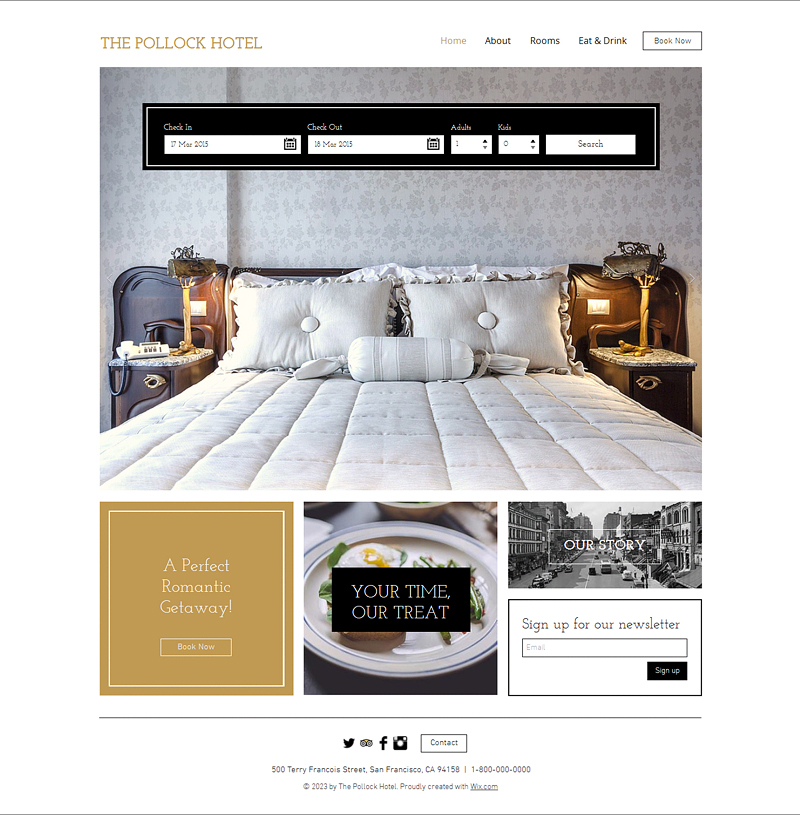 THE POLLOCK HOTEL
Home About Rooms Eat & Drink Book Now
Check In Check Out Adults Kids
17 Mar 2015 18 Mar 2015 1 0 Search
A Perfect
Romantic
Getaway!
Book Now
YOUR TIME,
OUR TREAT
OUR STORY
Sign up for our newsletter
Email
Sign up
Contact
500 Terry Francois Street, San Francisco, CA 94158 | 1-800-000-0000
© 2023 by The Pollock Hotel. Proudly created with Wix.com